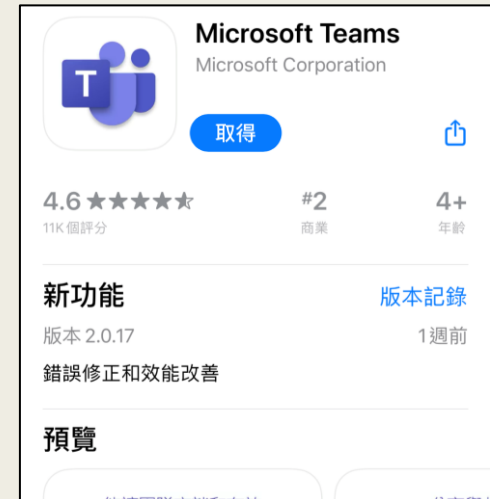 Microsoft Teams
Microsoft Corporation
T
取得
4.6 ★★★★⯪
#2
4+
11K 個評分
商業
年齡
新功能
版本記錄
版本 2.0.17
1 週前
錯誤修正和效能改善
預覽